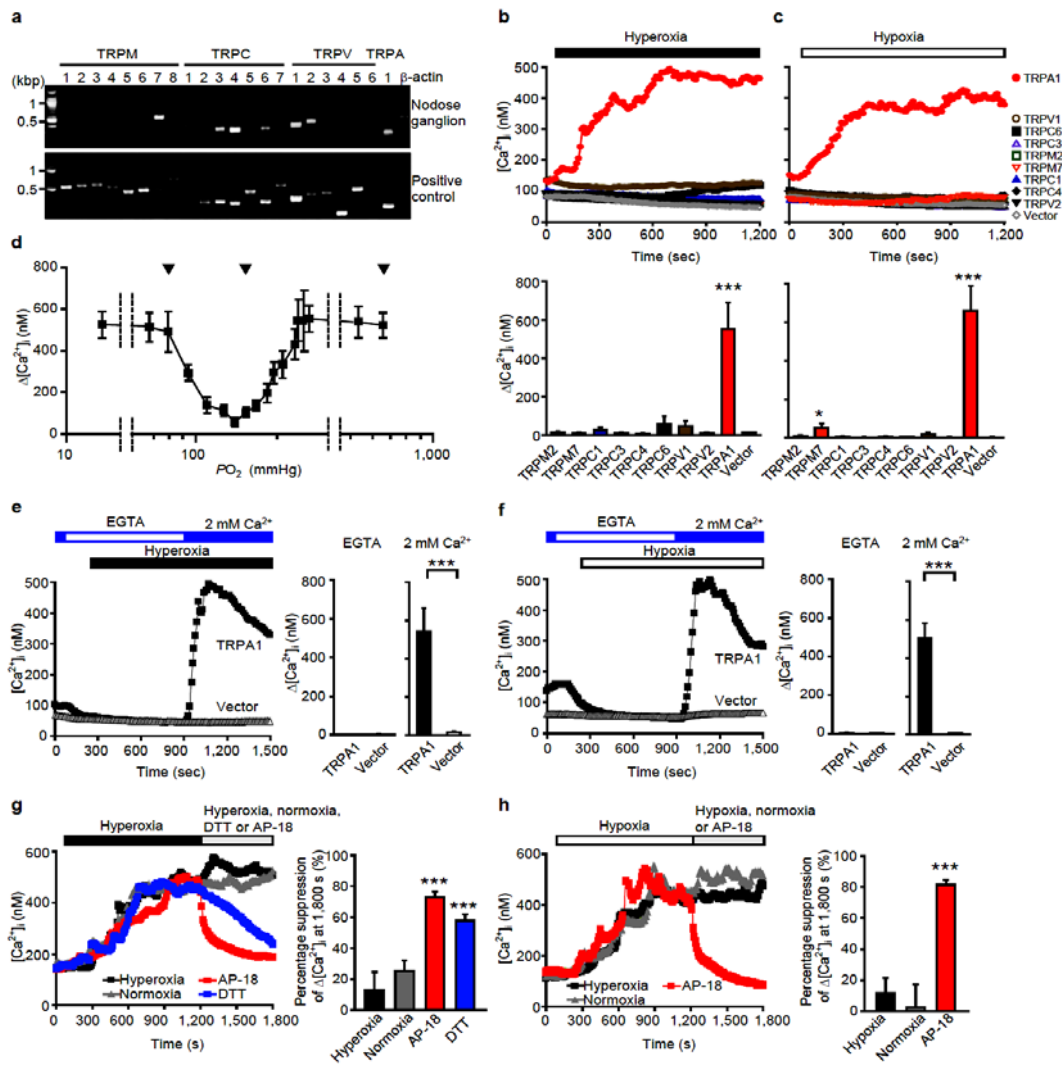 a
TRPM TRPC TRPV TRPA
(kbp) 1 2 3 4 5 6 7 8 1 3 4 5 6 7 1 2 3 4 5 6 1 β-actin
1
0.5
Nodose
ganglion
1
0.5
Positive
control
b
Hyperoxia
[Ca²⁺]ᵢ (nM)
500
400
300
200
100
0
0 300 600 900 1,200
Time (sec)
c
Hypoxia
0 300 600 900 1,200
Time (sec)
TRPA1
TRPV1
TRPC6
TRPC3
TRPM2
TRPM7
TRPC1
TRPC4
TRPV2
Vector
Δ[Ca²⁺]ᵢ (nM)
800
600
400
200
0
***
TRPM2 TRPM7 TRPC1 TRPC3 TRPC4 TRPC6 TRPV1 TRPV2 TRPA1 Vector
* ***
TRPM2 TRPM7 TRPC1 TRPC3 TRPC4 TRPC6 TRPV1 TRPV2 TRPA1 Vector
d
Δ[Ca²⁺]ᵢ (nM)
800
600
400
200
0
10 100 1,000
PO₂ (mmHg)
e
EGTA 2 mM Ca²⁺
Hyperoxia
[Ca²⁺]ᵢ (nM)
500
400
300
200
100
0
TRPA1
Vector
0 300 600 900 1,200 1,500
Time (sec)
EGTA 2 mM Ca²⁺
***
Δ[Ca²⁺]ᵢ (nM)
800
600
400
200
0
TRPA1 Vector TRPA1 Vector
f
EGTA 2 mM Ca²⁺
Hypoxia
[Ca²⁺]ᵢ (nM)
500
400
300
200
100
0
TRPA1
Vector
0 300 600 900 1,200 1,500
Time (sec)
EGTA 2 mM Ca²⁺
***
Δ[Ca²⁺]ᵢ (nM)
800
600
400
200
0
TRPA1 Vector TRPA1 Vector
g
Hyperoxia
Hyperoxia, normoxia,
DTT or AP-18
[Ca²⁺]ᵢ (nM)
600
400
200
0
Hyperoxia AP-18
Normoxia DTT
0 300 600 900 1,200 1.800
Time (s)
Percentage suppression
of Δ[Ca²⁺]ᵢ at 1,800 s (%)
100
80
60
40
20
0
*** ***
Hyperoxia Normoxia AP-18 DTT
h
Hypoxia
Hypoxia, normoxia
or AP-18
[Ca²⁺]ᵢ (nM)
600
400
200
0
Hypoxia AP-18
Normoxia
0 300 600 900 1,200 1.800
Time (s)
Percentage suppression
of Δ[Ca²⁺]ᵢ at 1,800 s (%)
100
80
60
40
20
0
***
Hypoxia Normoxia AP-18